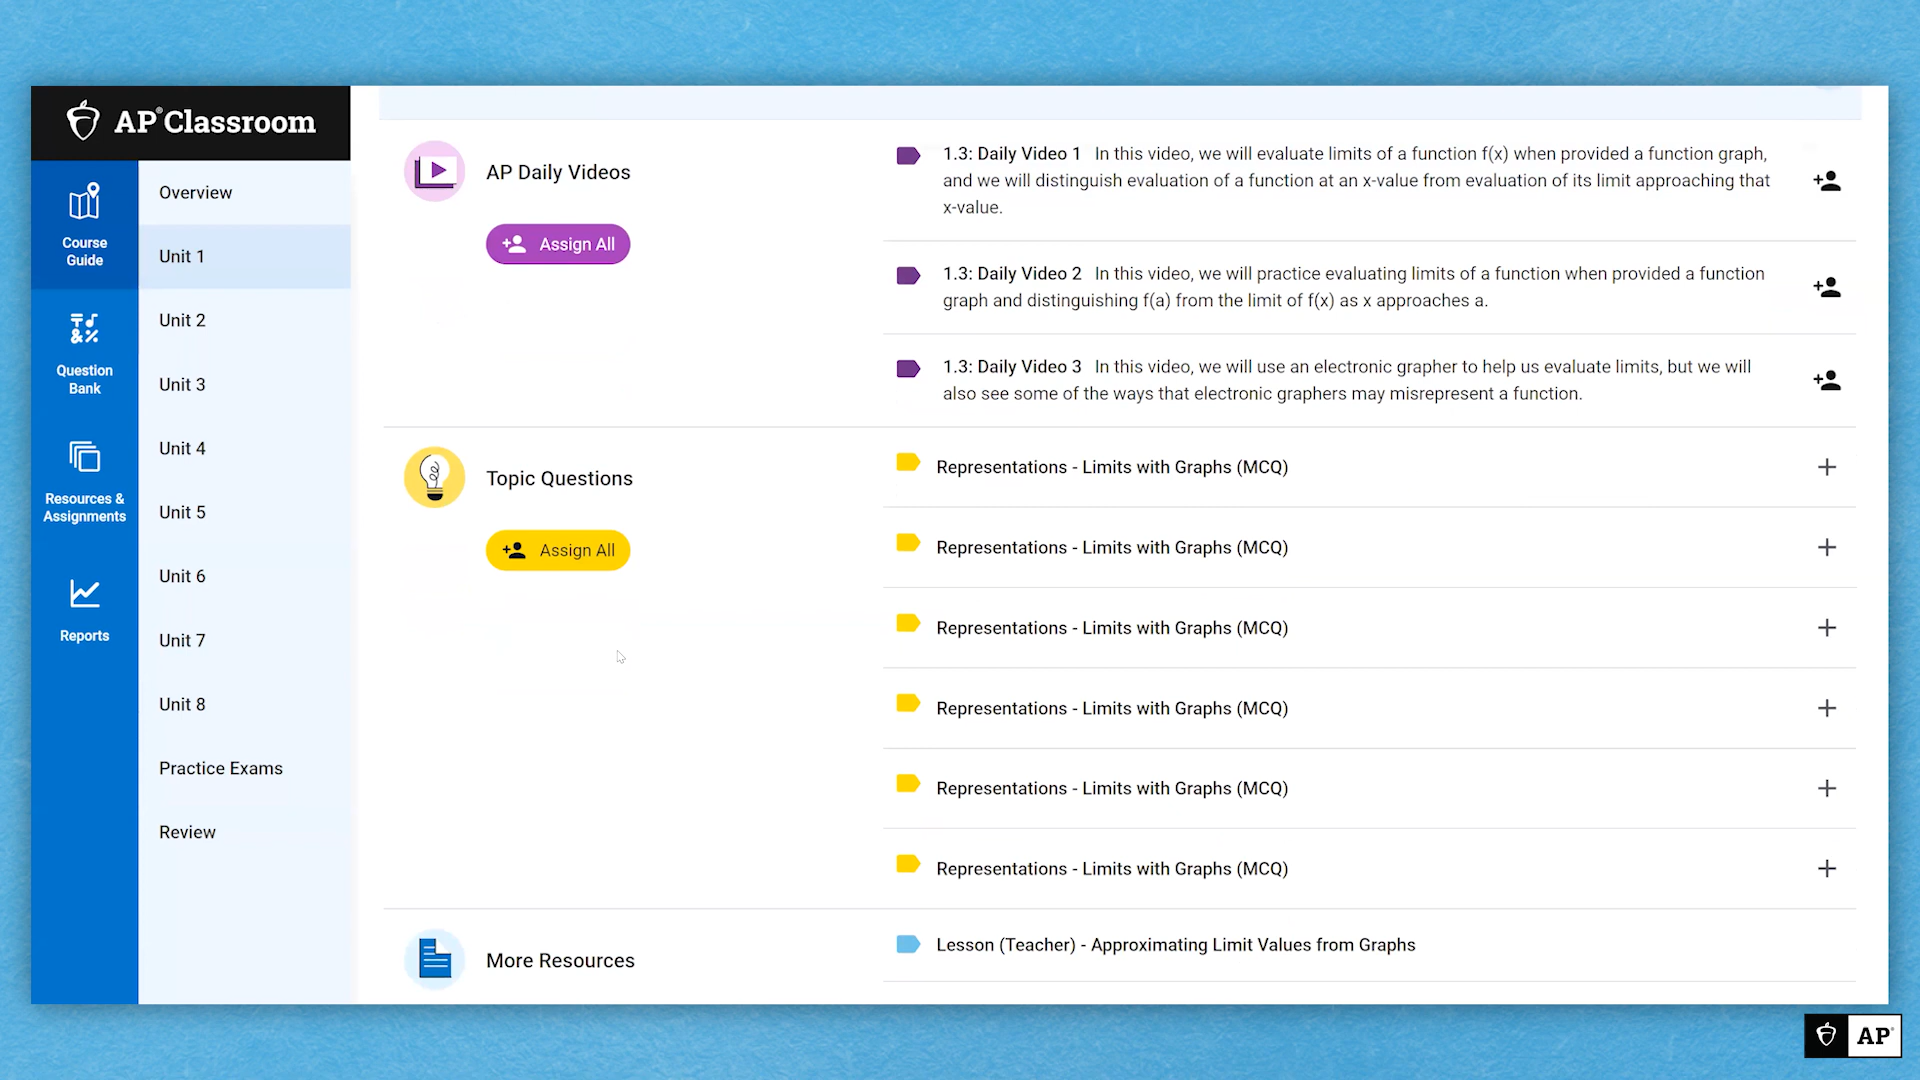 AP® Classroom
Course
Guide
Question
Bank
Resources &
Assignments
Reports
Overview
Unit 1
Unit 2
Unit 3
Unit 4
Unit 5
Unit 6
Unit 7
Unit 8
Practice Exams
Review
AP Daily Videos
Assign All
1.3: Daily Video 1 In this video, we will evaluate limits of a function f(x) when provided a function graph,
and we will distinguish evaluation of a function at an x-value from evaluation of its limit approaching that
x-value.
1.3: Daily Video 2 In this video, we will practice evaluating limits of a function when provided a function
graph and distinguishing f(a) from the limit of f(x) as x approaches a.
1.3: Daily Video 3 In this video, we will use an electronic grapher to help us evaluate limits, but we will
also see some of the ways that electronic graphers may misrepresent a function.
Topic Questions
Assign All
Representations - Limits with Graphs (MCQ)
Representations - Limits with Graphs (MCQ)
Representations - Limits with Graphs (MCQ)
Representations - Limits with Graphs (MCQ)
Representations - Limits with Graphs (MCQ)
Representations - Limits with Graphs (MCQ)
More Resources
Lesson (Teacher) - Approximating Limit Values from Graphs
AP®